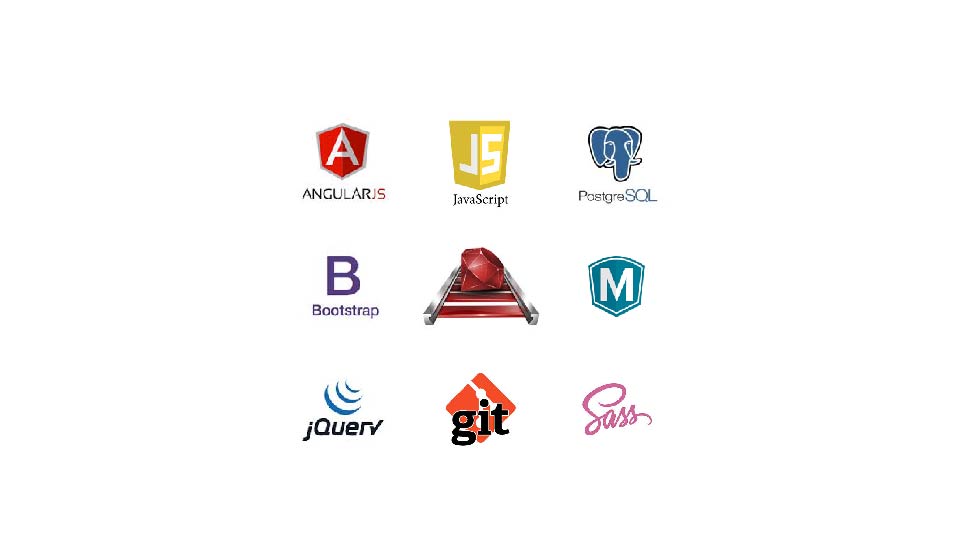 A
ANGULARJS
JS
JavaScript
PostgreSQL
B
Bootstrap
M
jQuery
git
Sass